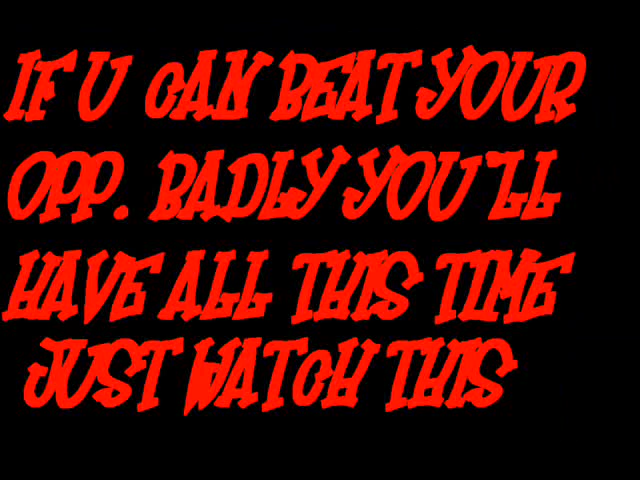 IF U CAN BEAT YOUR
OPP. BADLY YOU'LL
HAVE ALL THIS TIME
JUST WATCH THIS